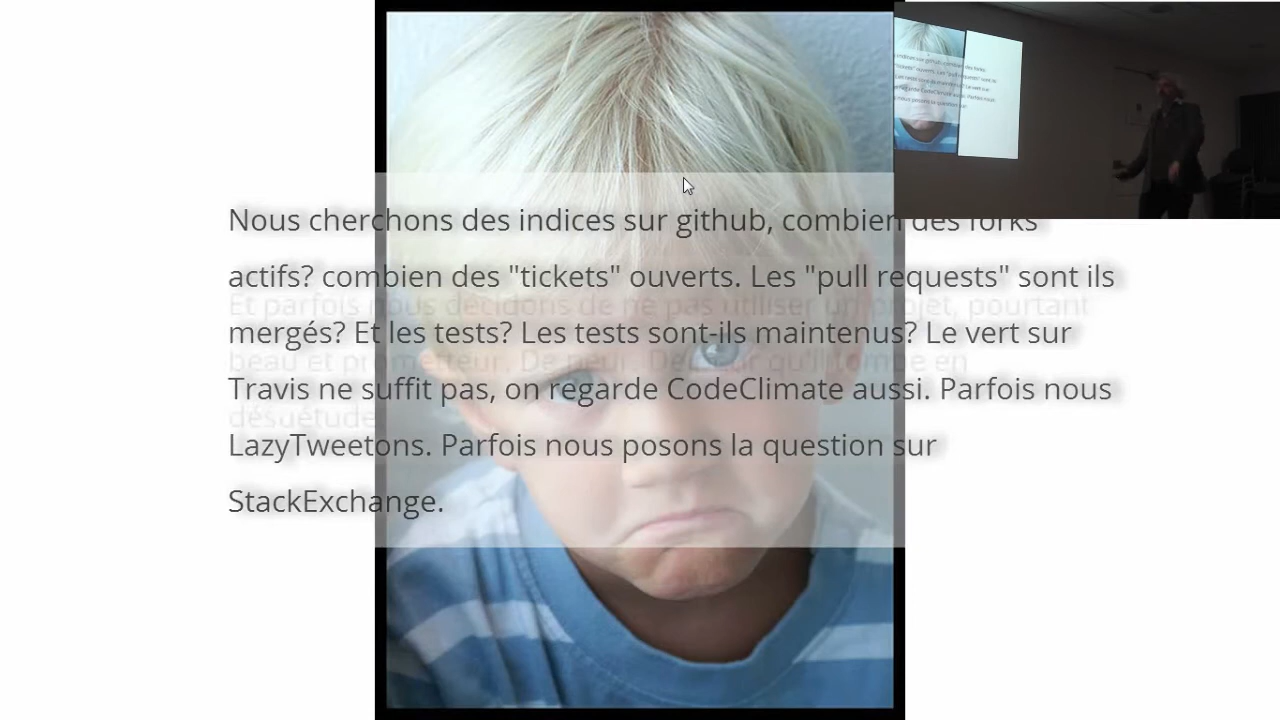 Nous cherchons des indices sur github, combien des forks
actifs? combien des "tickets" ouverts. Les "pull requests" sont ils
Et parfois nous décidons de ne pas utiliser un projet, pourtant
mergés? Et les tests? Les tests sont-ils maintenus? Le vert sur
beau et prometteur. De peur. De peur qu'il tombe en
Travis ne suffit pas, on regarde CodeClimate aussi. Parfois nous
désuétude
LazyTweetons. Parfois nous posons la question sur
StackExchange.